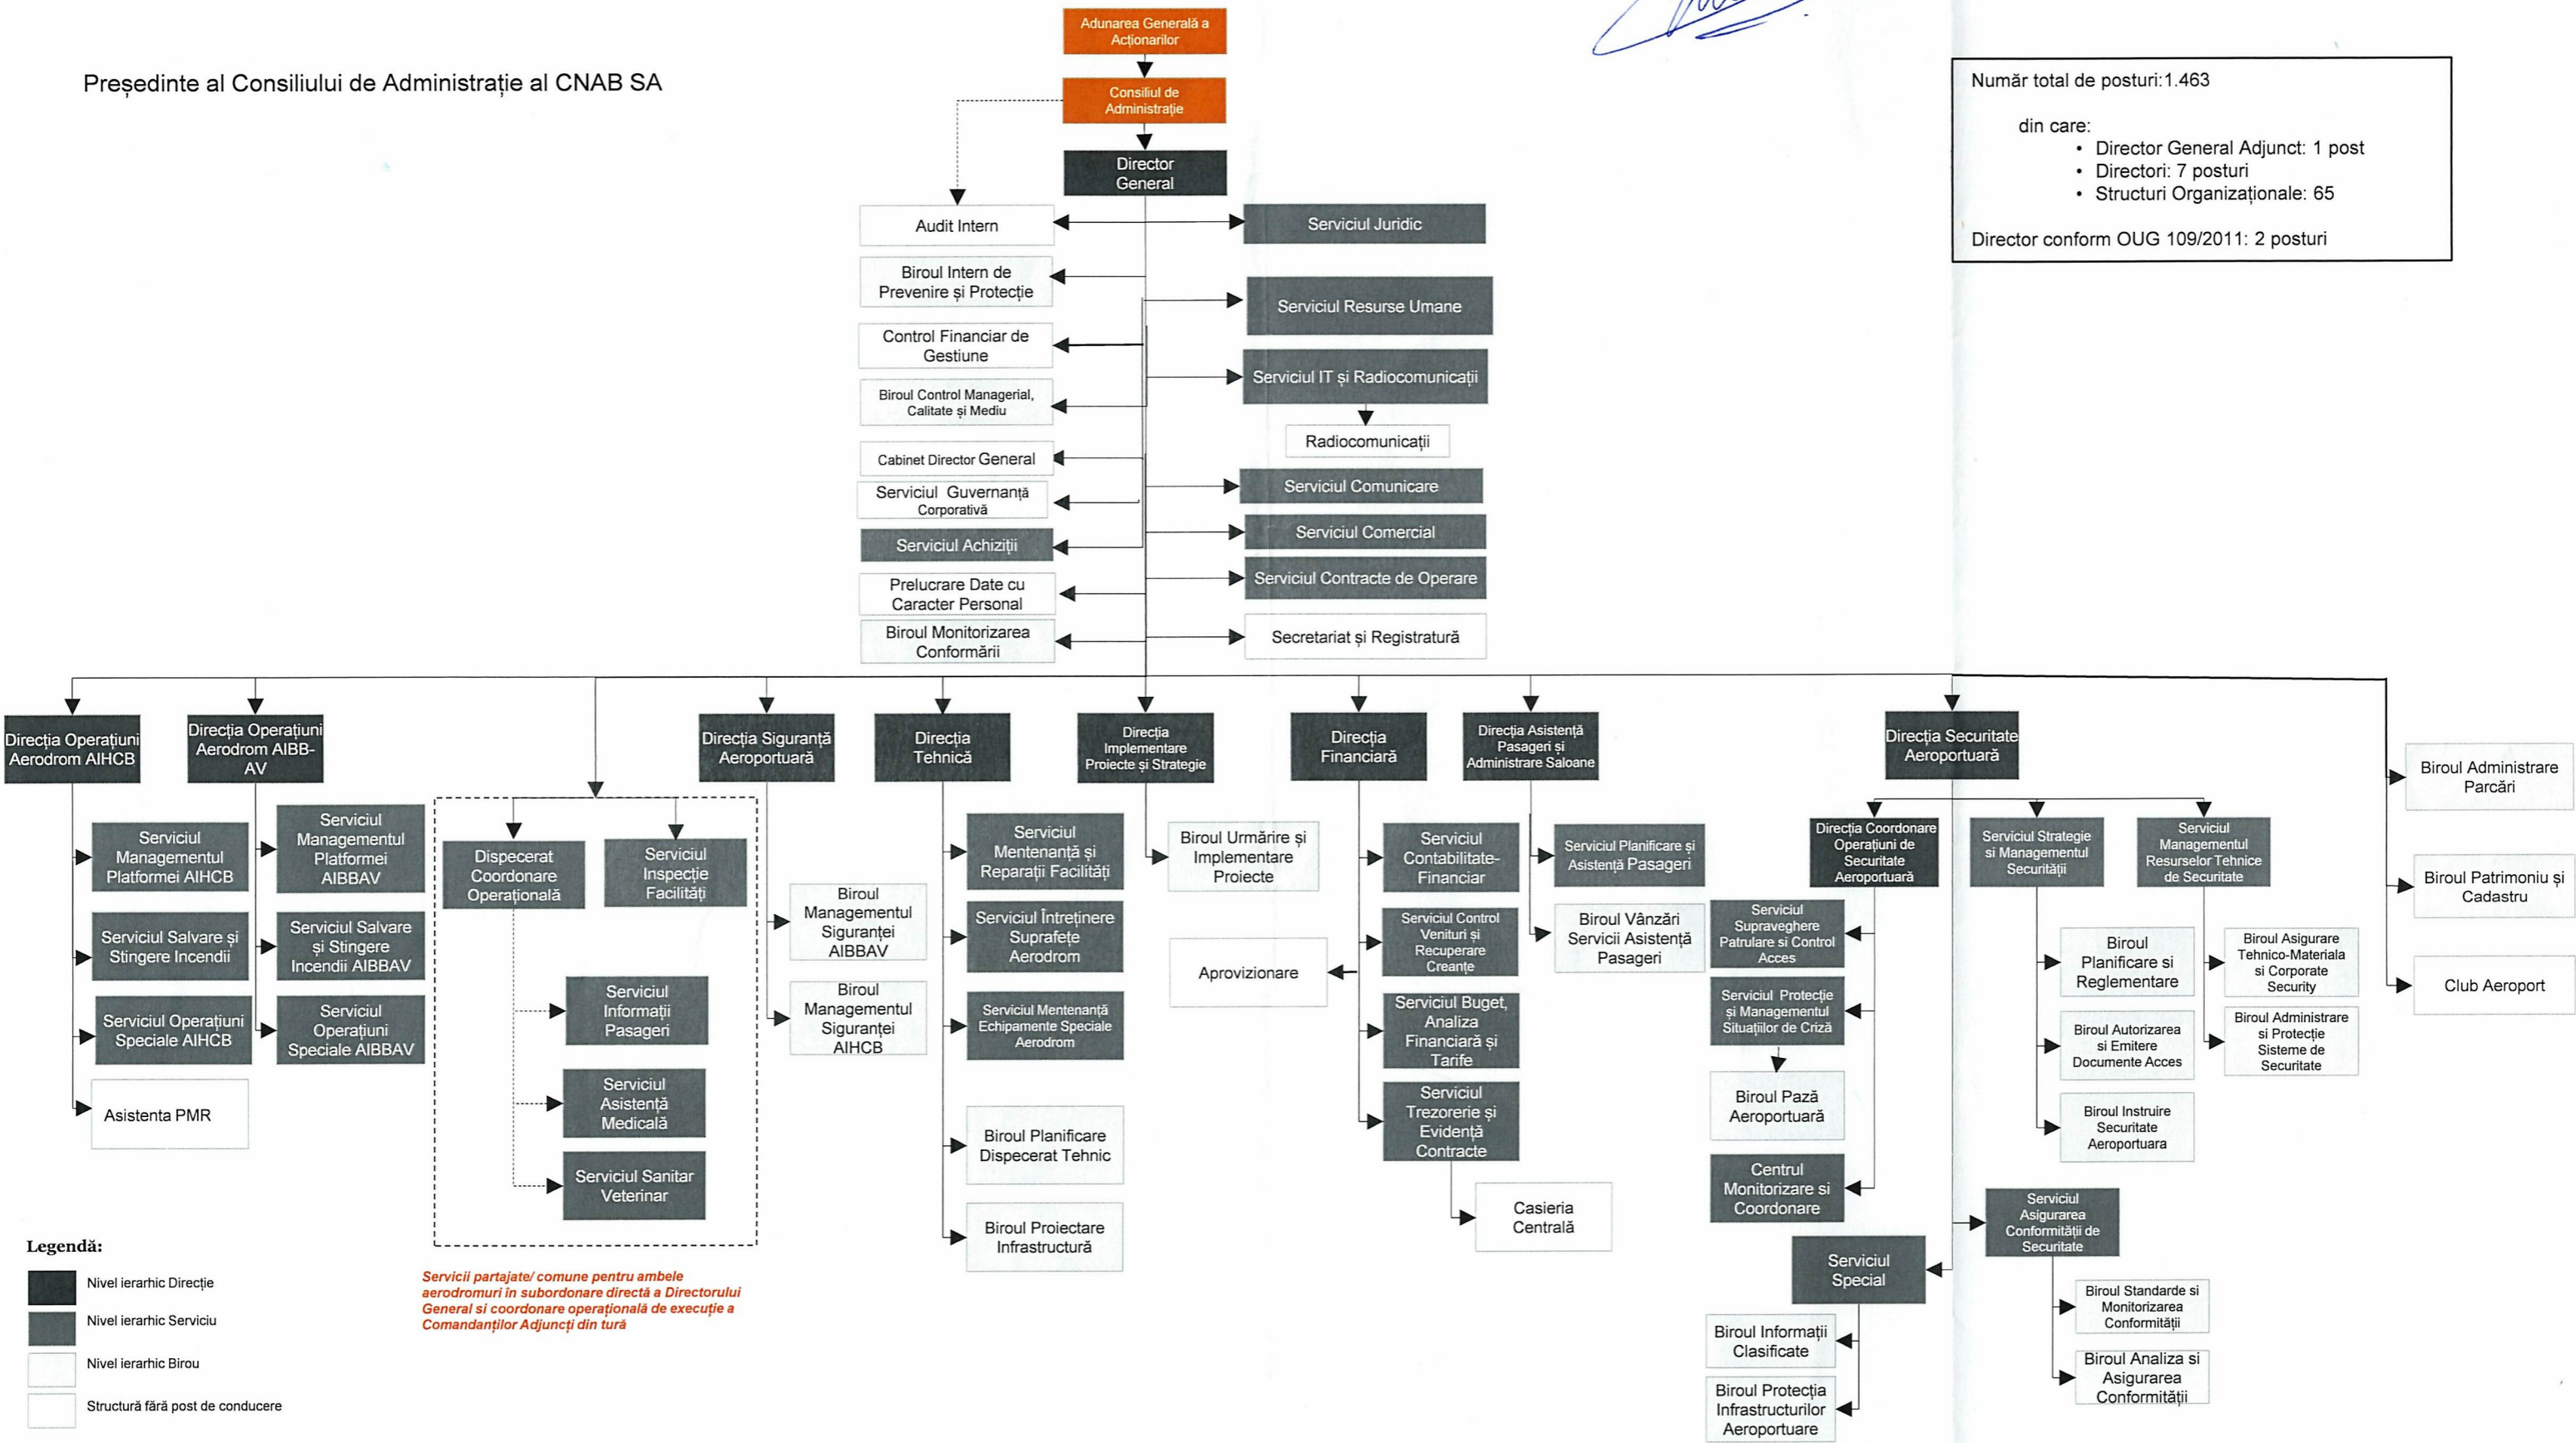 Adunarea Generală a
Acționarilor
Președinte al Consiliului de Administrație al CNAB SA
Consiliul de
Administrație
Număr total de posturi:1.463
din care:
• Director General Adjunct: 1 post
• Directori: 7 posturi
• Structuri Organizaționale: 65
Director conform OUG 109/2011: 2 posturi
Director
General
Audit Intern
Serviciul Juridic
Biroul Intern de
Prevenire și Protecție
Serviciul Resurse Umane
Control Financiar de
Gestiune
Serviciul IT și Radiocomunicații
Biroul Control Managerial,
Calitate și Mediu
Radiocomunicații
Cabinet Director General
Serviciul Comunicare
Serviciul Guvernanță
Corporativă
Serviciul Comercial
Serviciul Achiziții
Serviciul Contracte de Operare
Prelucrare Date cu
Caracter Personal
Biroul Monitorizarea
Conformării
Secretariat și Registratură
Direcția Operațiuni
Aerodrom AIHCB
Direcția Operațiuni
Aerodrom AIBB-
AV
Direcția Siguranță
Aeroportuară
Direcția
Tehnică
Direcția
Implementare
Proiecte și Strategie
Direcția
Financiară
Direcția Asistență
Pasageri și
Administrare Saloane
Direcția Securitate
Aeroportuară
Biroul Administrare
Parcări
Biroul Patrimoniu și
Cadastru
Club Aeroport
Serviciul
Managementul
Platformei AIHCB
Serviciul Salvare și
Stingere Incendii
Serviciul Operațiuni
Speciale AIHCB
Asistenta PMR
Serviciul
Managementul
Platformei
AIBBAV
Serviciul Salvare
și Stingere
Incendii AIBBAV
Serviciul
Operațiuni
Speciale AIBBAV
Dispecerat
Coordonare
Operațională
Serviciul
Inspecție
Facilități
Serviciul
Informații
Pasageri
Serviciul
Asistență
Medicală
Serviciul Sanitar
Veterinar
Biroul
Managementul
Siguranței
AIBBAV
Biroul
Managementul
Siguranței
AIHCB
Serviciul
Mentenanță și
Reparații Facilități
Serviciul Întreținere
Suprafețe
Aerodrom
Serviciul Mentenanță
Echipamente Speciale
Aerodrom
Biroul Planificare
Dispecerat Tehnic
Biroul Proiectare
Infrastructură
Biroul Urmărire și
Implementare
Proiecte
Aprovizionare
Serviciul
Contabilitate-
Financiar
Serviciul Control
Venituri și
Recuperare
Creanțe
Serviciul Buget,
Analiza
Financiară și
Tarife
Serviciul
Trezorerie și
Evidență
Contracte
Casieria
Centrală
Serviciul Planificare și
Asistență Pasageri
Biroul Vânzări
Servicii Asistență
Pasageri
Direcția Coordonare
Operațiuni de
Securitate
Aeroportuară
Serviciul
Supraveghere
Patrulare si Control
Acces
Serviciul Protecție
și Managementul
Situațiilor de Criză
Biroul Pază
Aeroportuară
Centrul
Monitorizare si
Coordonare
Serviciul Strategie
si Managementul
Securității
Biroul
Planificare si
Reglementare
Biroul Autorizarea
si Emitere
Documente Acces
Biroul Instruire
Securitate
Aeroportuara
Serviciul
Managementul
Resurselor Tehnice
de Securitate
Biroul Asigurare
Tehnico-Materiala
si Corporate
Security
Biroul Administrare
si Protecție
Sisteme de
Securitate
Serviciul
Asigurarea
Conformității de
Securitate
Biroul Standarde si
Monitorizarea
Conformității
Biroul Analiza si
Asigurarea
Conformității
Serviciul
Special
Biroul Informații
Clasificate
Biroul Protecția
Infrastructurilor
Aeroportuare
Legendă:
Nivel ierarhic Direcție
Nivel ierarhic Serviciu
Nivel ierarhic Birou
Structură fără post de conducere
Servicii partajate/ comune pentru ambele
aerodromuri în subordonare directă a Directorului
General si coordonare operațională de execuție a
Comandanților Adjuncți din tură